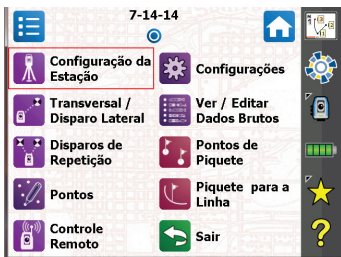 7-14-14
Configuração da
Estação
Configurações
Transversal /
Disparo Lateral
Ver / Editar
Dados Brutos
Disparos de
Repetição
Pontos de
Piquete
Pontos
Piquete para a
Linha
Controle
Remoto
Sair